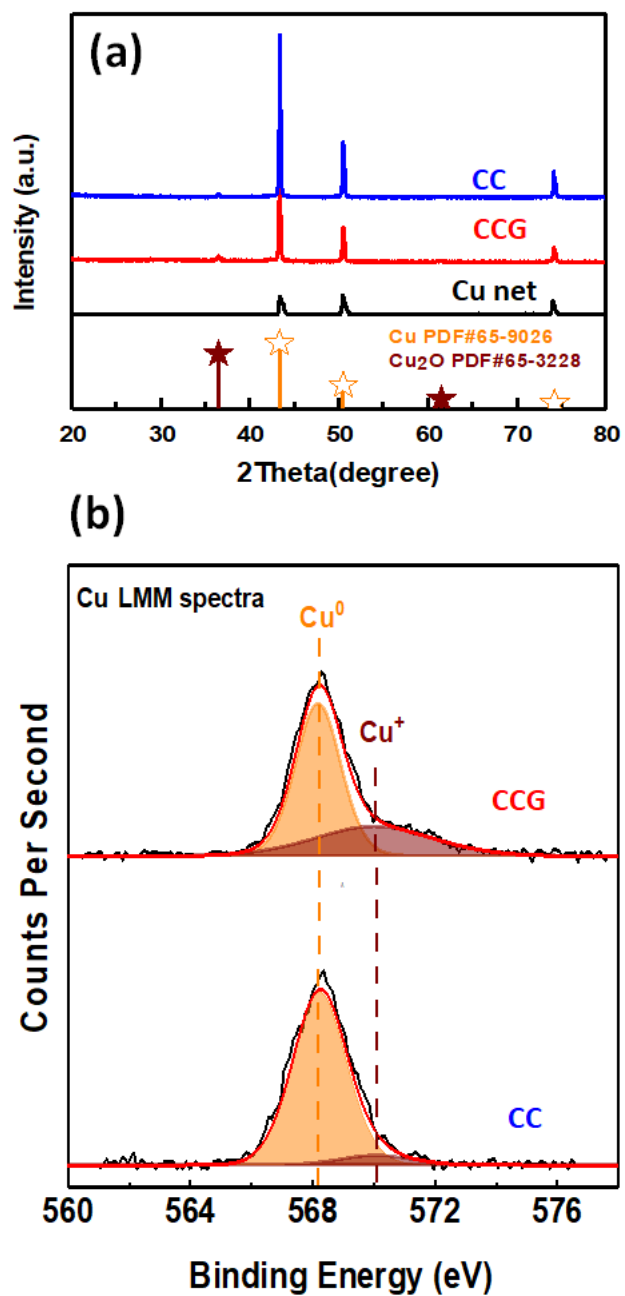 (a)
Intensity (a.u.)
CC
CCG
Cu net
Cu PDF#65-9026
Cu₂O PDF#65-3228
20 30 40 50 60 70 80
2Theta(degree)
(b)
Cu LMM spectra
Cu⁰
Cu⁺
CCG
Counts Per Second
CC
560 564 568 572 576
Binding Energy (eV)